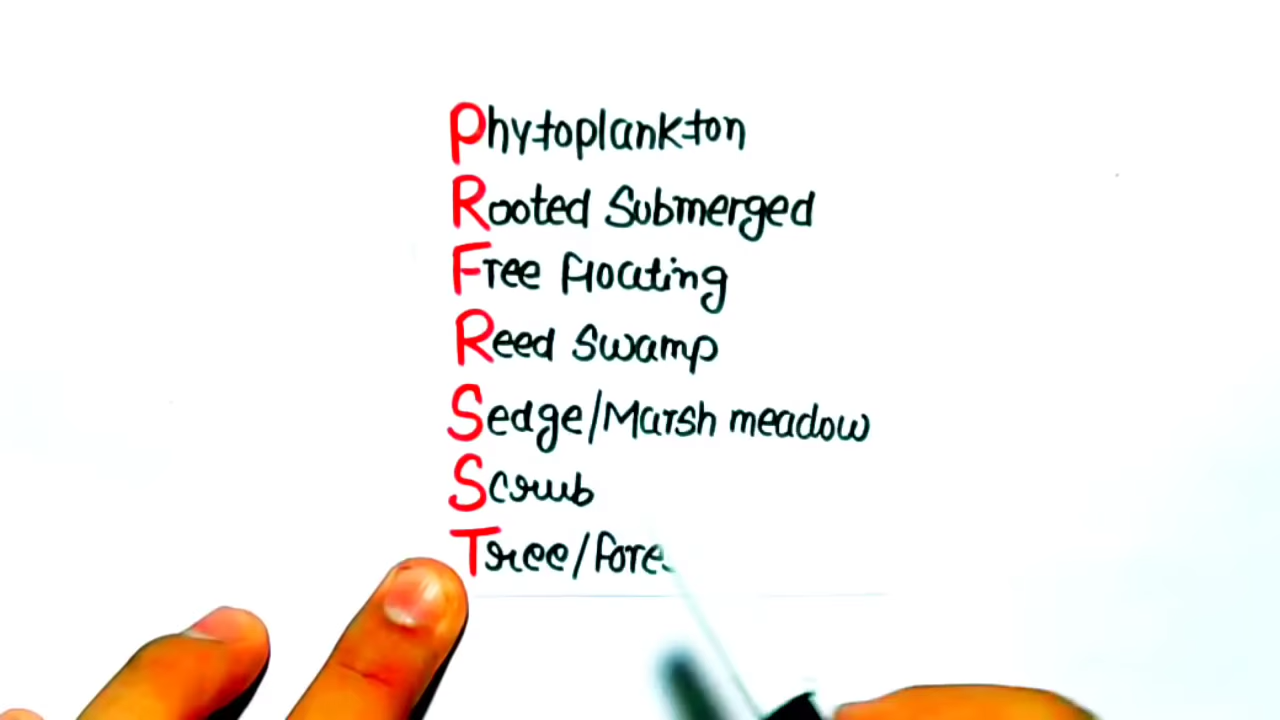 Phytoplankton
Rooted Submerged
Free Floating
Reed Swamp
Sedge/Marsh meadow
Scrub
Tree/Fore